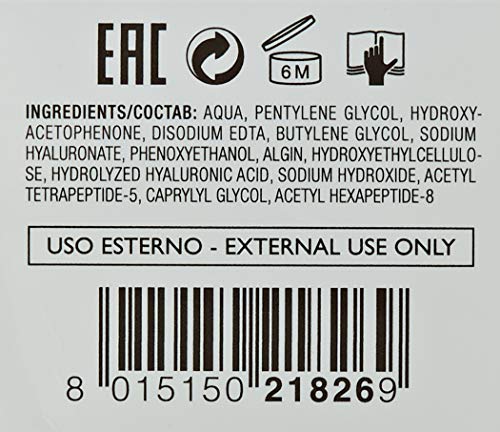 EAC
6 M
INGREDIENTS/COCTAB: AQUA, PENTYLENE GLYCOL, HYDROXY-
ACETOPHENONE, DISODIUM EDTA, BUTYLENE GLYCOL, SODIUM
HYALURONATE, PHENOXYETHANOL, ALGIN, HYDROXYETHYLCELLULO-
SE, HYDROLYZED HYALURONIC ACID, SODIUM HYDROXIDE, ACETYL
TETRAPEPTIDE-5, CAPRYLYL GLYCOL, ACETYL HEXAPEPTIDE-8
USO ESTERNO - EXTERNAL USE ONLY
8 015150 218269